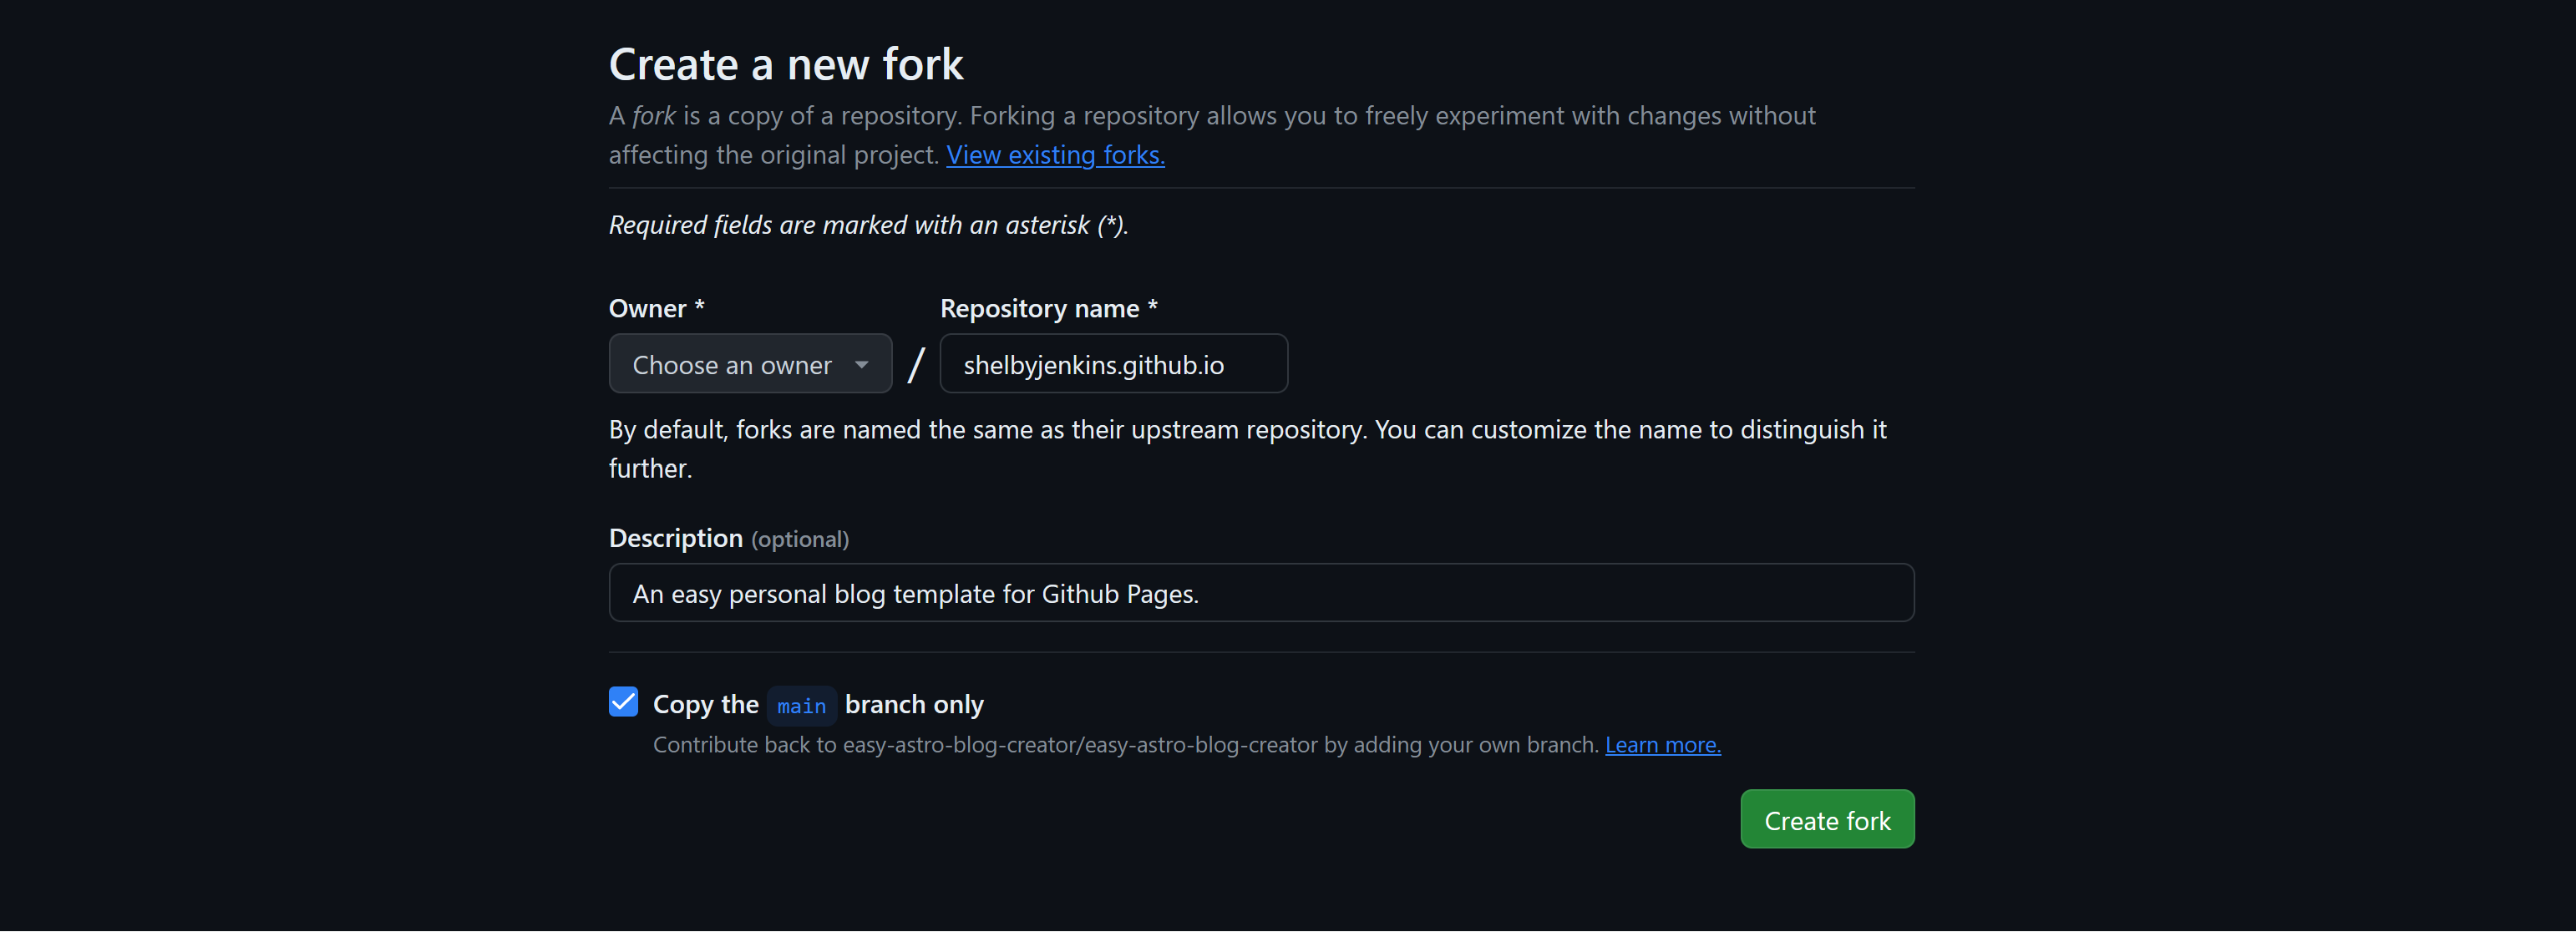 Create a new fork
A fork is a copy of a repository. Forking a repository allows you to freely experiment with changes without
affecting the original project. View existing forks.
Required fields are marked with an asterisk (*).
Owner *
Repository name *
Choose an owner
/
shelbyjenkins.github.io
By default, forks are named the same as their upstream repository. You can customize the name to distinguish it
further.
Description (optional)
An easy personal blog template for Github Pages.
Copy the main branch only
Contribute back to easy-astro-blog-creator/easy-astro-blog-creator by adding your own branch. Learn more.
Create fork